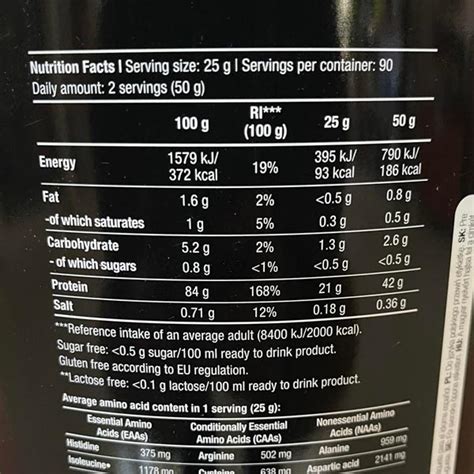 Nutrition Facts I Serving size: 25 g I Servings per container: 90
Daily amount: 2 servings (50 g)
100 g RI*** (100 g) 25 g 50 g
Energy 1579 kJ/ 372 kcal 19% 395 kJ/ 93 kcal 790 kJ/ 186 kcal
Fat 1.6 g 2% <0.5 g 0.8 g
-of which saturates 1 g 5% 0.3 g 0.5 g
Carbohydrate 5.2 g 2% 1.3 g 2.6 g
- of which sugars 0.8 g <1% <0.5 g <0.5 g
Protein 84 g 168% 21 g 42 g
Salt 0.71 g 12% 0.18 g 0.36 g
***Reference intake of an average adult (8400 kJ/2000 kcal).
Sugar free: <0.5 g sugar/100 ml ready to drink product.
Gluten free according to EU regulation.
**Lactose free: <0.1 g lactose/100 ml ready to drink product.
Average amino acid content in 1 serving (25 g):
Essential Amino Acids (EAAs) Conditionally Essential Amino Acids (CAAs) Nonessential Amino Acids (NAAs)
Histidine 375 mg Arginine 502 mg Alanine 959 mg
Isoleucine* 1178 mg Cysteine 638 mg Aspartic acid 2141 mg